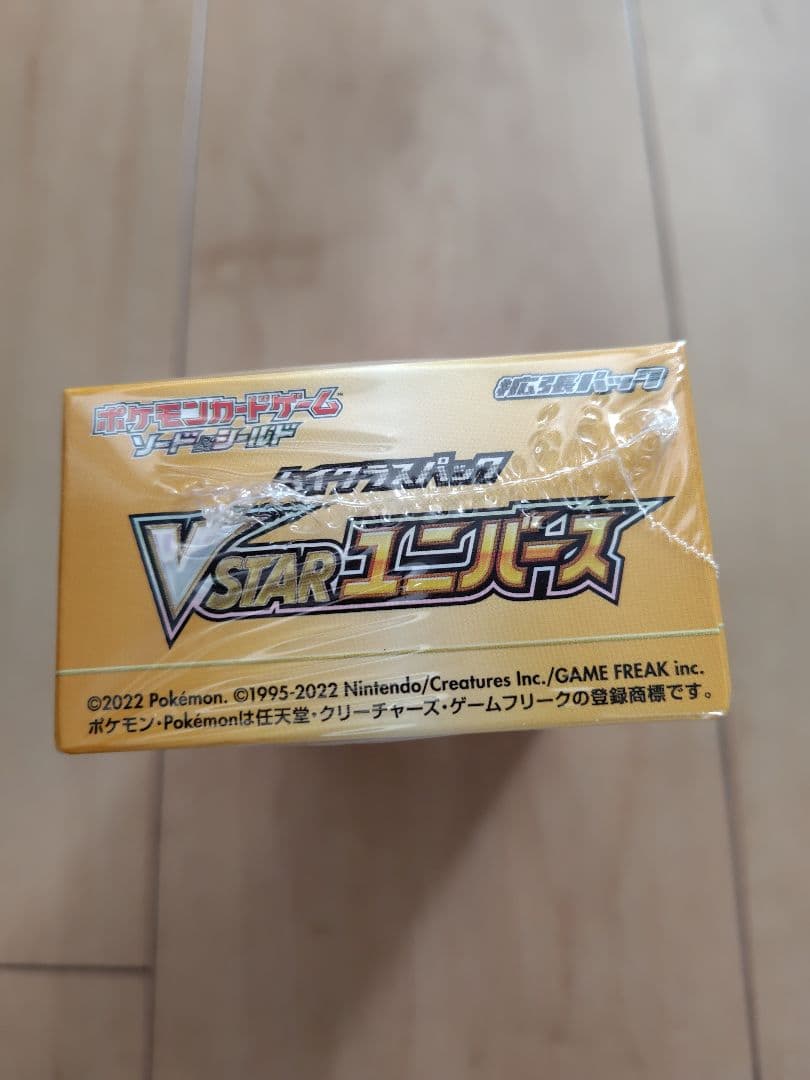 ポケモンカードゲーム™
ソード&シールド
拡張パック
ハイクラスパック
VSTARユニバース
©2022 Pokémon. ©1995-2022 Nintendo/Creatures Inc./GAME FREAK inc.
ポケモン・Pokémonは任天堂・クリーチャーズ・ゲームフリークの登録商標です。